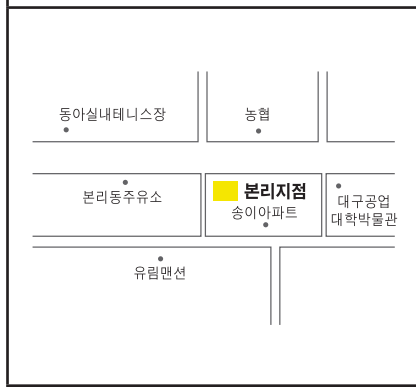 동아실내테니스장
농협
본리동주유소
본리지점
송이아파트
대구공업
대학박물관
유림맨션